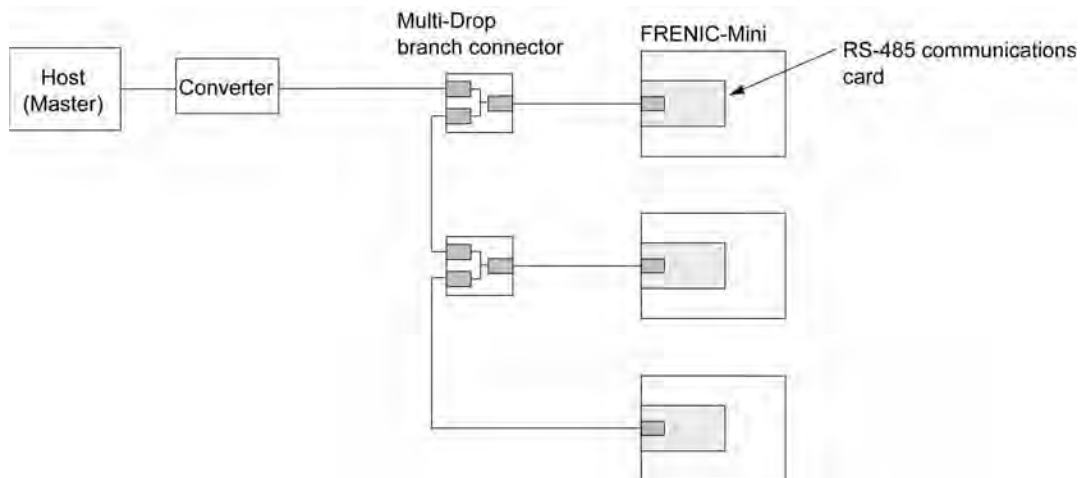 Multi-Drop
branch connector
FRENIC-Mini
RS-485 communications
card
Host
(Master)
Converter